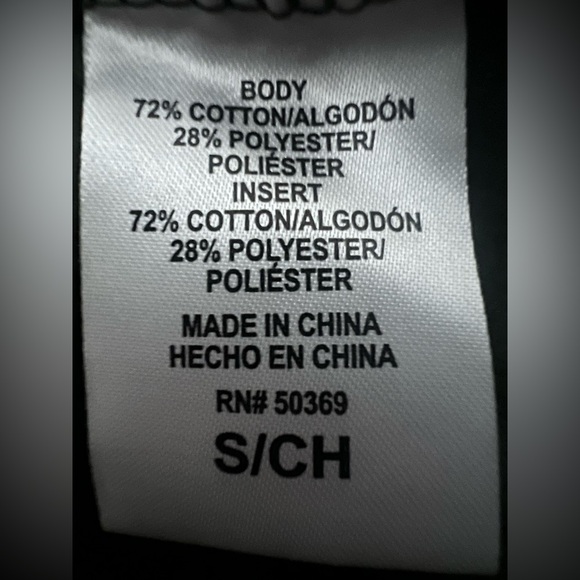 BODY
72% COTTON/ALGODÓN
28% POLYESTER/
POLIÉSTER
INSERT
72% COTTON/ALGODÓN
28% POLYESTER/
POLIÉSTER
MADE IN CHINA
HECHO EN CHINA
RN# 50369
S/CH